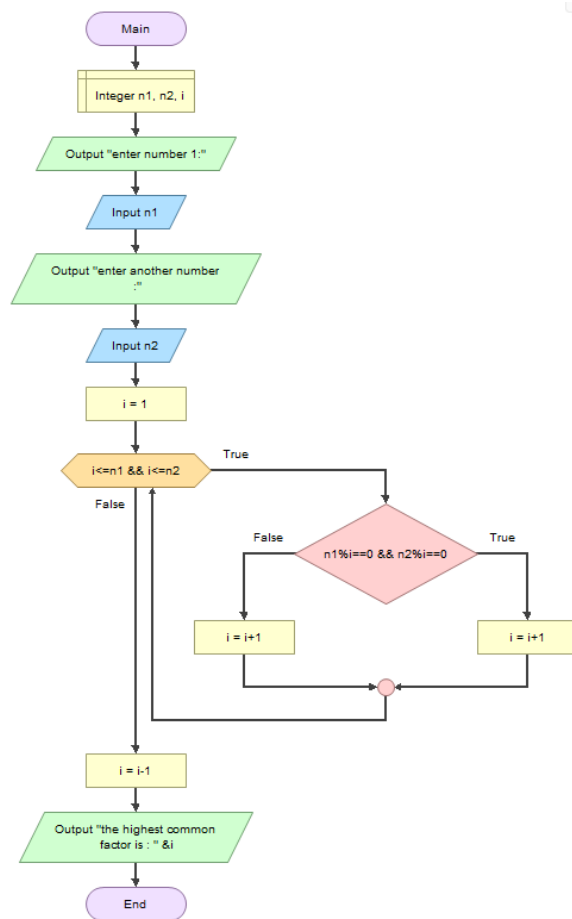 Main
Integer n1, n2, i
Output "enter number 1:"
Input n1
Output "enter another number
:"
Input n2
i = 1
i<=n1 && i<=n2
True
False
n1%i==0 && n2%i==0
False
True
i = i+1
i = i+1
i = i-1
Output "the highest common
factor is : " &i
End